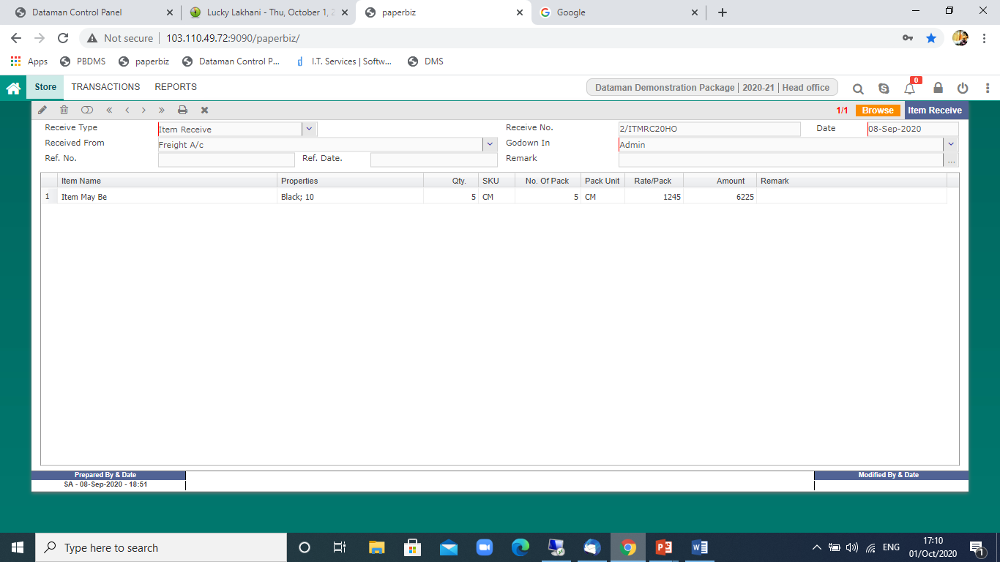 Dataman Control Panel
Lucky Lakhani - Thu, October 1, 2
paperbiz
Google
Not secure | 103.110.49.72:9090/paperbiz/
Apps PBDMS paperbiz Dataman Control P... I.T. Services | Softw... DMS
Store TRANSACTIONS REPORTS Dataman Demonstration Package | 2020-21 | Head office 0
1/1 Browse Item Receive
Receive Type Item Receive Receive No. 2/ITMRC20HO Date 08-Sep-2020
Received From Freight A/c Godown In Admin
Ref. No. Ref. Date. Remark ...
Item Name Properties Qty. SKU No. Of Pack Pack Unit Rate/Pack Amount Remark
1 Item May Be Black; 10 5 CM 5 CM 1245 6225
Prepared By & Date Modified By & Date
SA - 08-Sep-2020 - 18:51
Type here to search
ENG
17:10
01/Oct/2020
1